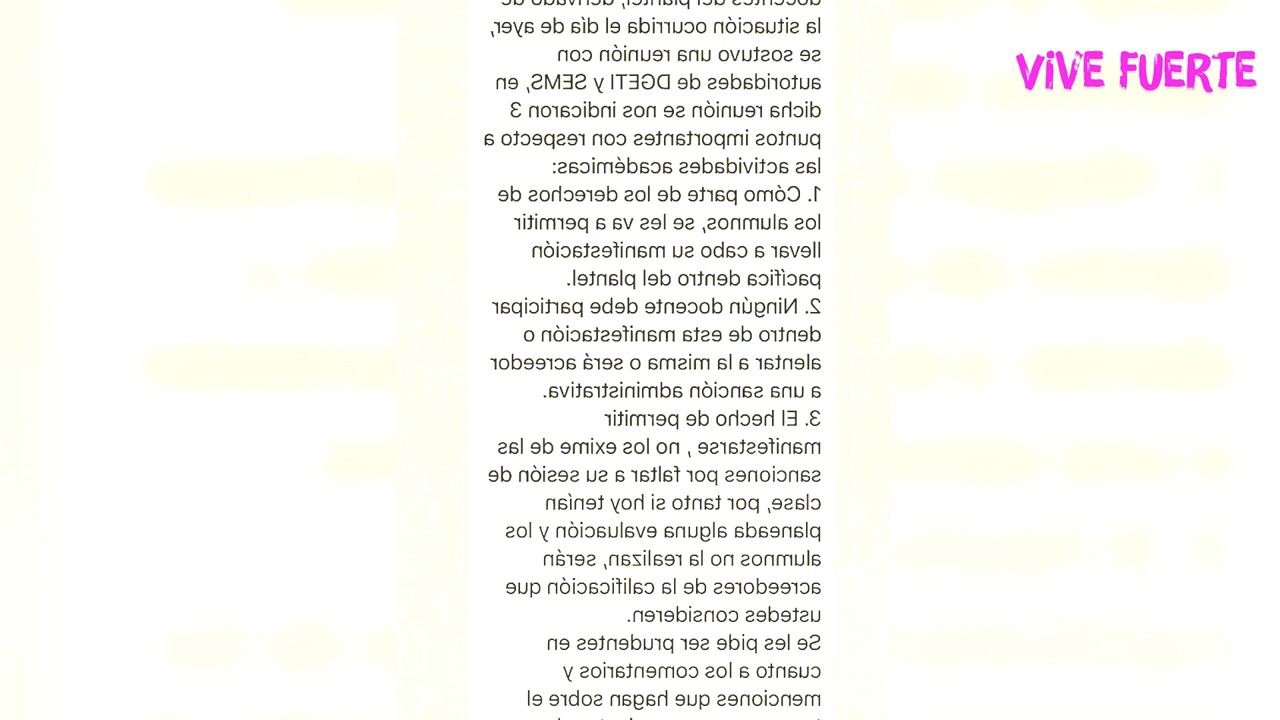 docentes del plantel, derivado de
la situación ocurrida el día de ayer,
se sostuvo una reunión con
autoridades de DGETI y SEMS, en
dicha reunión se nos indicaron 3
puntos importantes con respecto a
las actividades académicas:
1. Cómo parte de los derechos de
los alumnos, se les va a permitir
llevar a cabo su manifestación
pacífica dentro del plantel.
2. Ningún docente debe participar
dentro de esta manifestación o
alentar a la misma o será acreedor
a una sanción administrativa.
3. El hecho de permitir
manifestarse , no los exime de las
sanciones por faltar a su sesión de
clase, por tanto si hoy tenían
planeada alguna evaluación y los
alumnos no la realizan, serán
acreedores de la calificación que
ustedes consideren.
Se les pide ser prudentes en
cuanto a los comentarios y
menciones que hagan sobre el
VIVE FUERTE